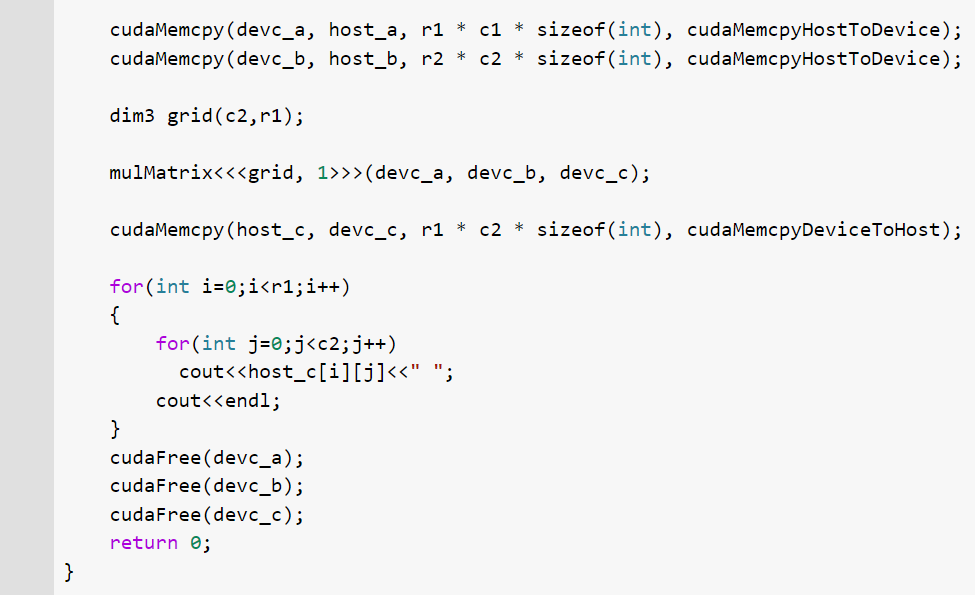 cudaMemcpy(devc_a, host_a, r1 * c1 * sizeof(int), cudaMemcpyHostToDevice);
cudaMemcpy(devc_b, host_b, r2 * c2 * sizeof(int), cudaMemcpyHostToDevice);
dim3 grid(c2,r1);
mulMatrix<<<grid, 1>>>(devc_a, devc_b, devc_c);
cudaMemcpy(host_c, devc_c, r1 * c2 * sizeof(int), cudaMemcpyDeviceToHost);
for(int i=0;i<r1;i++)
{
for(int j=0;j<c2;j++)
cout<<host_c[i][j]<<" ";
cout<<endl;
}
cudaFree(devc_a);
cudaFree(devc_b);
cudaFree(devc_c);
return 0;
}